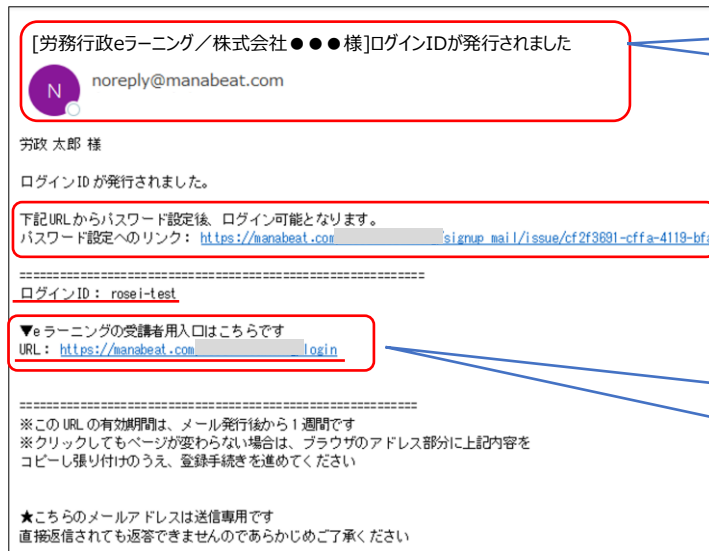 [労務行政eラーニング／株式会社●●●様]ログインIDが発行されました
N
noreply@manabeat.com
労政 太郎 様
ログインID が発行されました。
下記URLからパスワード設定後、ログイン可能となります。
パスワード設定へのリンク： https://manabeat.com signup_mail/issue/cf2f3691-cffa-4119-bfa
============================================================
ログインID： rosei-test
▼e ラーニングの受講者用入口はこちらです
URL： https://manabeat.com login
===========================================================
※この URL の有効期間は、メール発行後から 1 週間です
※クリックしてもページが変わらない場合は、ブラウザのアドレス部分に上記内容を
コピーし張り付けのうえ、登録手続きを進めてください
★こちらのメールアドレスは送信専用です
直接返信されても返答できませんのであらかじめご了承ください